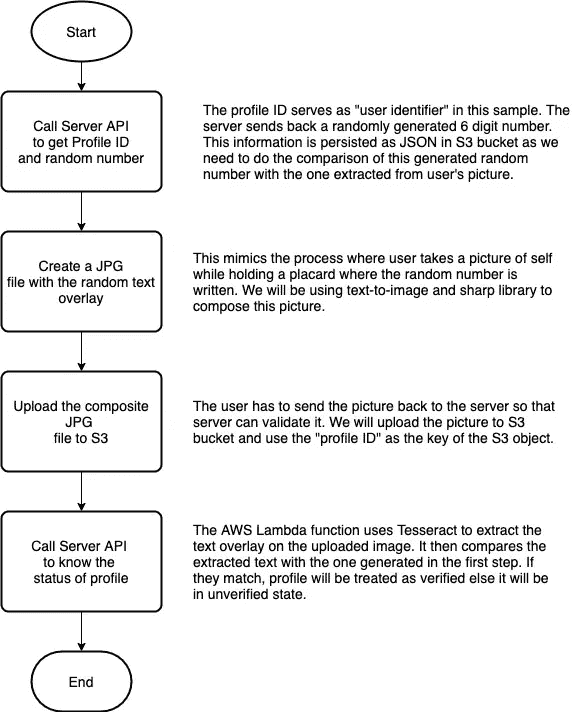 Start
Call Server API
to get Profile ID
and random number
The profile ID serves as "user identifier" in this sample. The
server sends back a randomly generated 6 digit number.
This information is persisted as JSON in S3 bucket as we
need to do the comparison of this generated random
number with the one extracted from user's picture.
Create a JPG
file with the random text
overlay
This mimics the process where user takes a picture of self
while holding a placard where the random number is
written. We will be using text-to-image and sharp library to
compose this picture.
Upload the composite
JPG
file to S3
The user has to send the picture back to the server so that
server can validate it. We will upload the picture to S3
bucket and use the "profile ID" as the key of the S3 object.
Call Server API
to know the
status of profile
The AWS Lambda function uses Tesseract to extract the
text overlay on the uploaded image. It then compares the
extracted text with the one generated in the first step. If
they match, profile will be treated as verified else it will be
in unverified state.
End